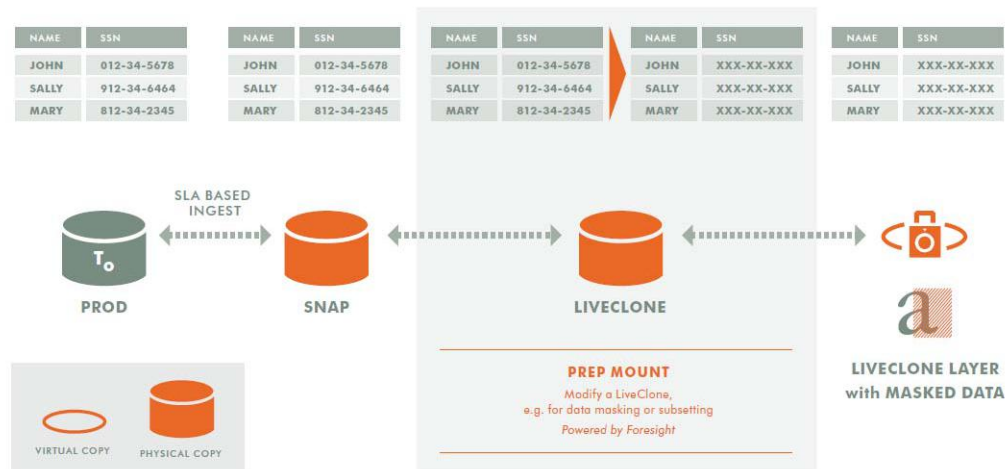 NAME SSN
JOHN 012-34-5678
SALLY 912-34-6464
MARY 812-34-2345
NAME SSN
JOHN 012-34-5678
SALLY 912-34-6464
MARY 812-34-2345
NAME SSN
JOHN 012-34-5678
SALLY 912-34-6464
MARY 812-34-2345
NAME SSN
JOHN XXX-XX-XXX
SALLY XXX-XX-XXX
MARY XXX-XX-XXX
NAME SSN
JOHN XXX-XX-XXX
SALLY XXX-XX-XXX
MARY XXX-XX-XXX
SLA BASED
INGEST
To
PROD
SNAP
LIVECLONE
a
LIVECLONE LAYER
with MASKED DATA
PREP MOUNT
Modify a LiveClone,
e.g. for data masking or subsetting
Powered by Foresight
VIRTUAL COPY
PHYSICAL COPY